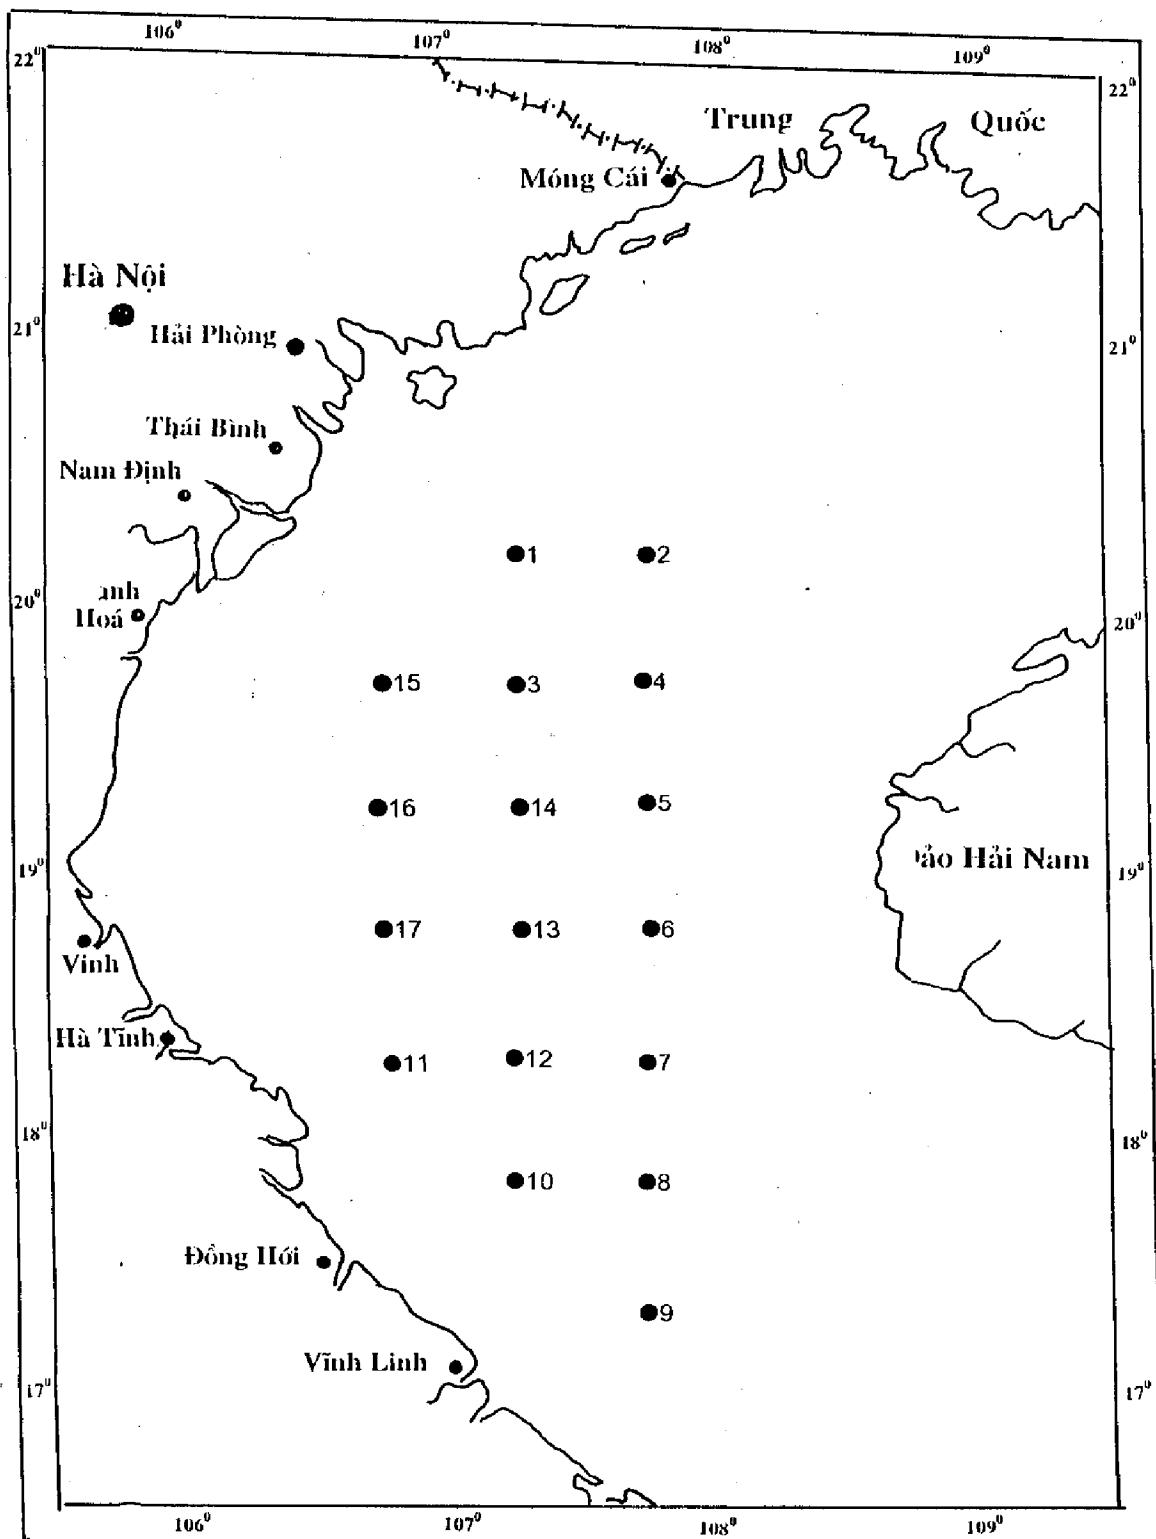 106⁰ 107⁰ 108⁰ 109⁰
22⁰ 22⁰
Trung Quốc
Móng Cái
Hà Nội
21⁰ Hải Phòng 21⁰
Thái Bình
Nam Định
1 2
anh
20⁰ Hoá 20⁰
15 3 4
16 14 5
19⁰ ảo Hải Nam 19⁰
17 13 6
Vinh
Hà Tĩnh
11 12 7
18⁰ 18⁰
10 8
Đồng Hới
9
Vĩnh Linh
17⁰ 17⁰
106⁰ 107⁰ 108⁰ 109⁰